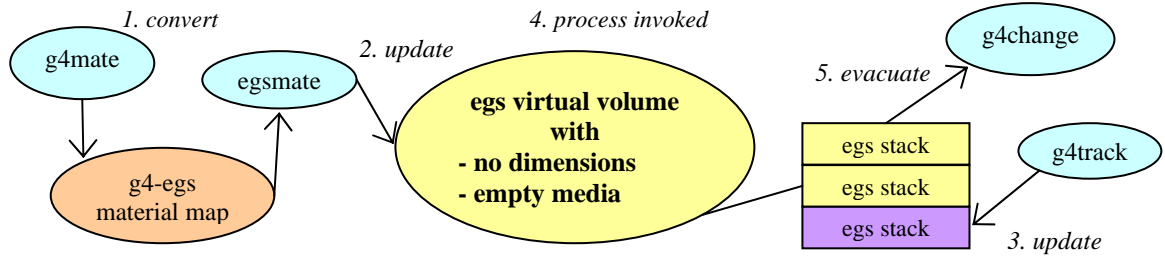 1. convert
g4mate
g4-egs
material map
egsmate
2. update
4. process invoked
egs virtual volume
with
- no dimensions
- empty media
5. evacuate
g4change
egs stack
egs stack
egs stack
g4track
3. update